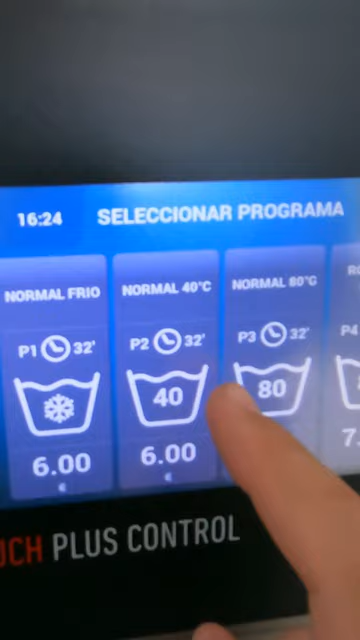 16:24 SELECCIONAR PROGRAMA
NORMAL FRIO
P1 32'
6.00
€
NORMAL 40°C
P2 32'
40
6.00
€
NORMAL 80°C
P3 32'
80
P4
7.
PLUS CONTROL